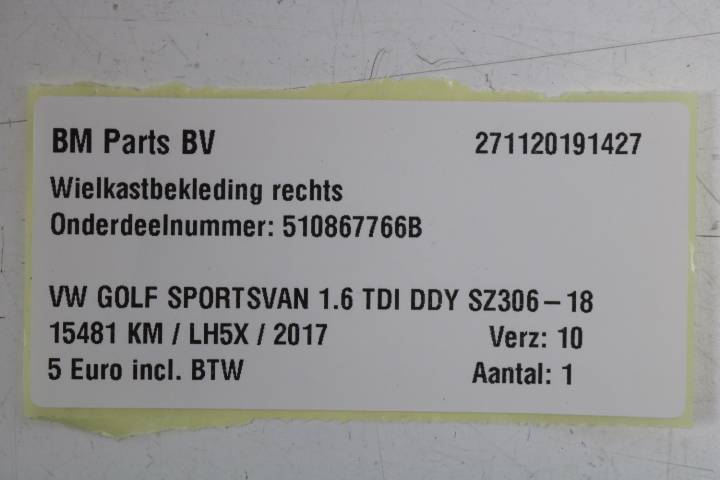 BM Parts BV 271120191427
Wielkastbekleding rechts
Onderdeelnummer: 510867766B
VW GOLF SPORTSVAN 1.6 TDI DDY SZ306-18
15481 KM / LH5X / 2017 Verz: 10
5 Euro incl. BTW Aantal: 1